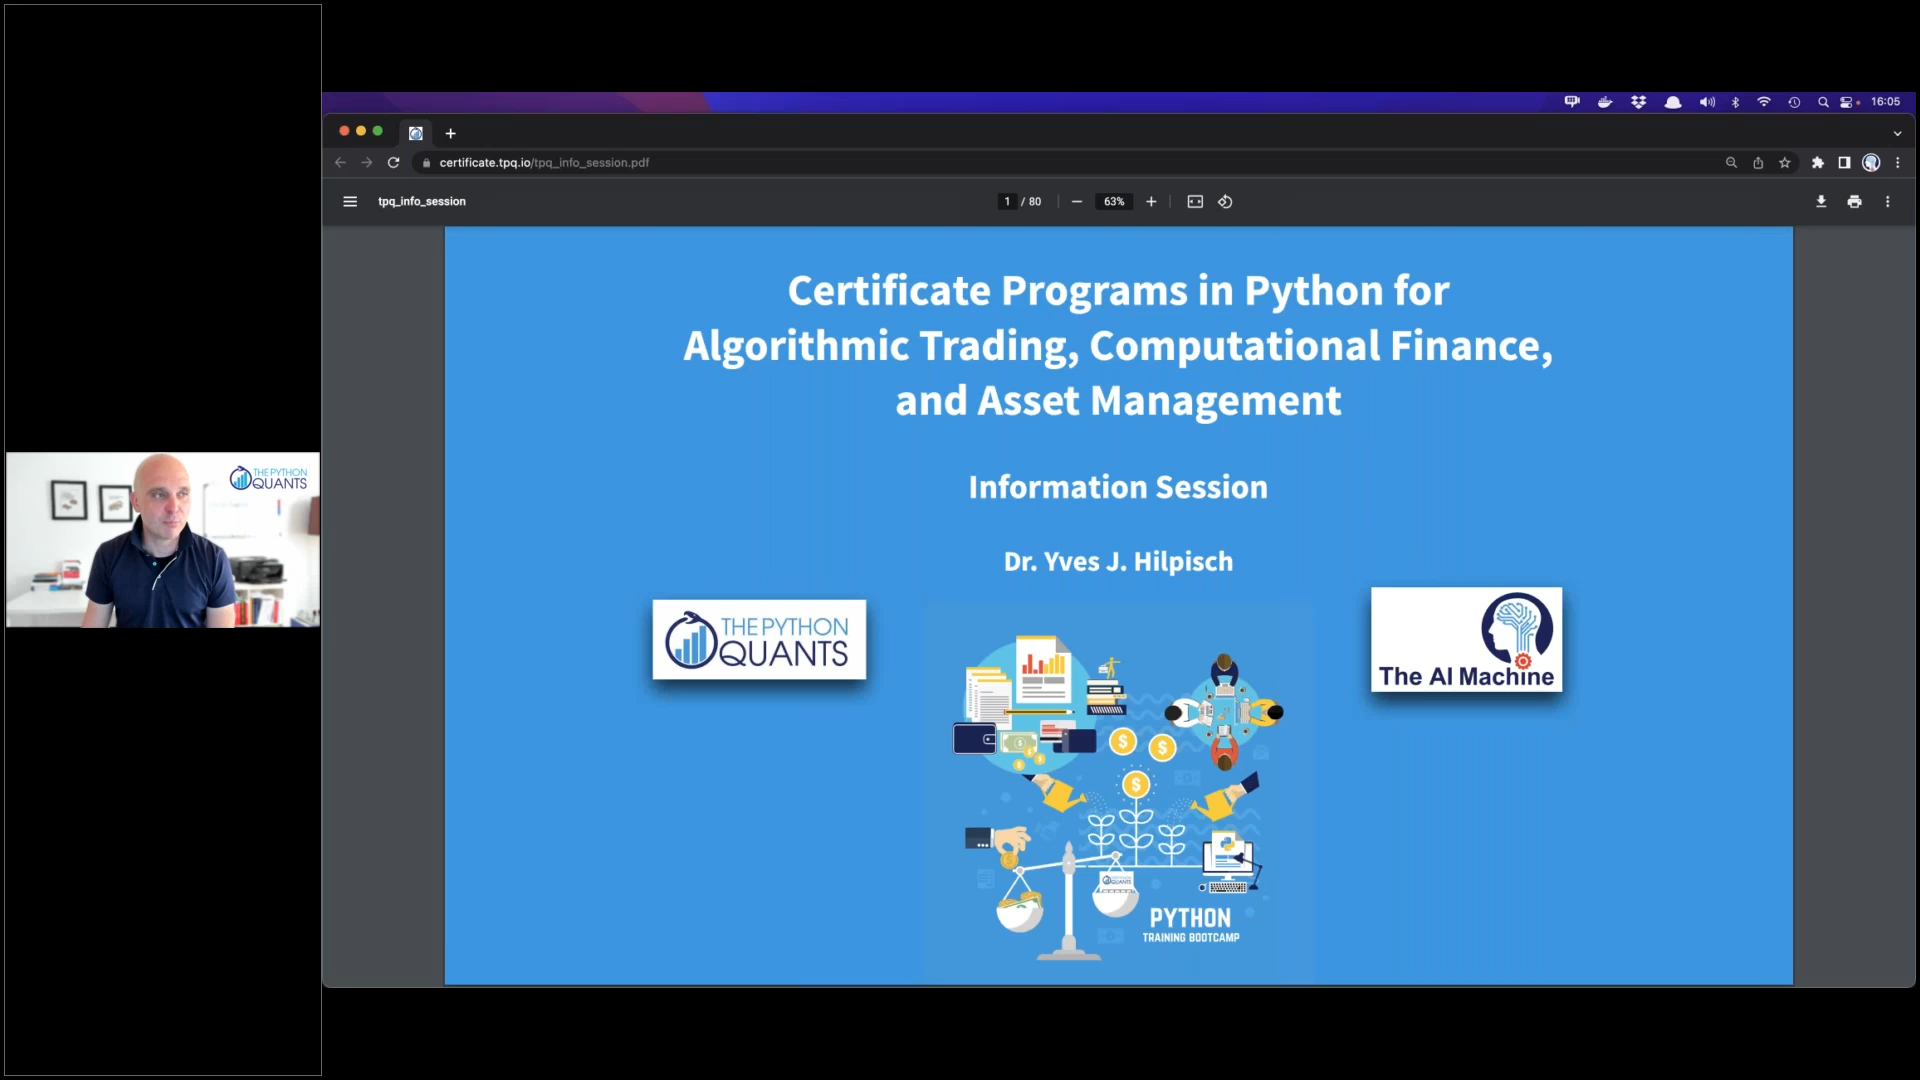 THE PYTHON
QUANTS
16:05
certificate.tpq.io/tpq_info_session.pdf
tpq_info_session
1 / 80
63%
Certificate Programs in Python for
Algorithmic Trading, Computational Finance,
and Asset Management
Information Session
Dr. Yves J. Hilpisch
THE PYTHON
QUANTS
The AI Machine
$
$
$
$
QUANTS
PYTHON
TRAINING BOOTCAMP